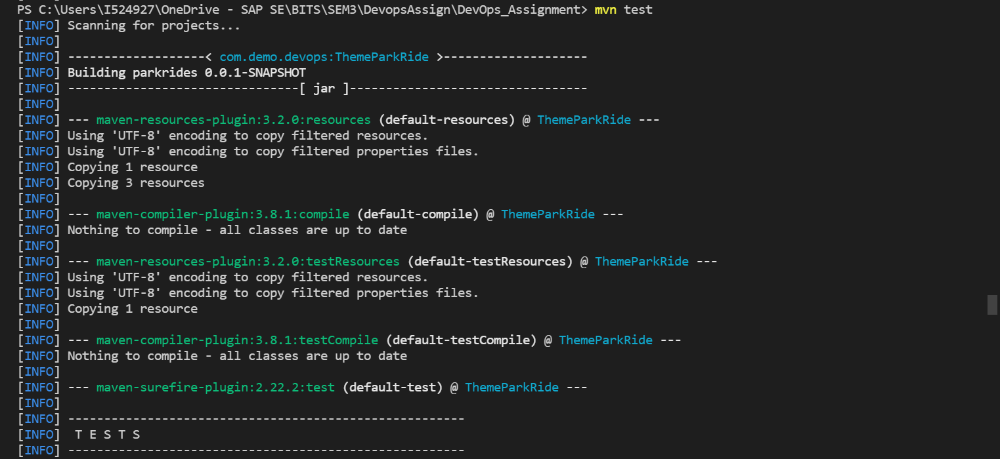 PS C:\Users\I524927\OneDrive - SAP SE\BITS\SEM3\DevopsAssign\DevOps_Assignment> mvn test
[INFO] Scanning for projects...
[INFO]
[INFO] -------------------< com.demo.devops:ThemeParkRide >--------------------
[INFO] Building parkrides 0.0.1-SNAPSHOT
[INFO] --------------------------------[ jar ]---------------------------------
[INFO]
[INFO] --- maven-resources-plugin:3.2.0:resources (default-resources) @ ThemeParkRide ---
[INFO] Using 'UTF-8' encoding to copy filtered resources.
[INFO] Using 'UTF-8' encoding to copy filtered properties files.
[INFO] Copying 1 resource
[INFO] Copying 3 resources
[INFO]
[INFO] --- maven-compiler-plugin:3.8.1:compile (default-compile) @ ThemeParkRide ---
[INFO] Nothing to compile - all classes are up to date
[INFO]
[INFO] --- maven-resources-plugin:3.2.0:testResources (default-testResources) @ ThemeParkRide ---
[INFO] Using 'UTF-8' encoding to copy filtered resources.
[INFO] Using 'UTF-8' encoding to copy filtered properties files.
[INFO] Copying 1 resource
[INFO]
[INFO] --- maven-compiler-plugin:3.8.1:testCompile (default-testCompile) @ ThemeParkRide ---
[INFO] Nothing to compile - all classes are up to date
[INFO]
[INFO] --- maven-surefire-plugin:2.22.2:test (default-test) @ ThemeParkRide ---
[INFO]
[INFO] -------------------------------------------------------
[INFO]  T E S T S
[INFO] -------------------------------------------------------